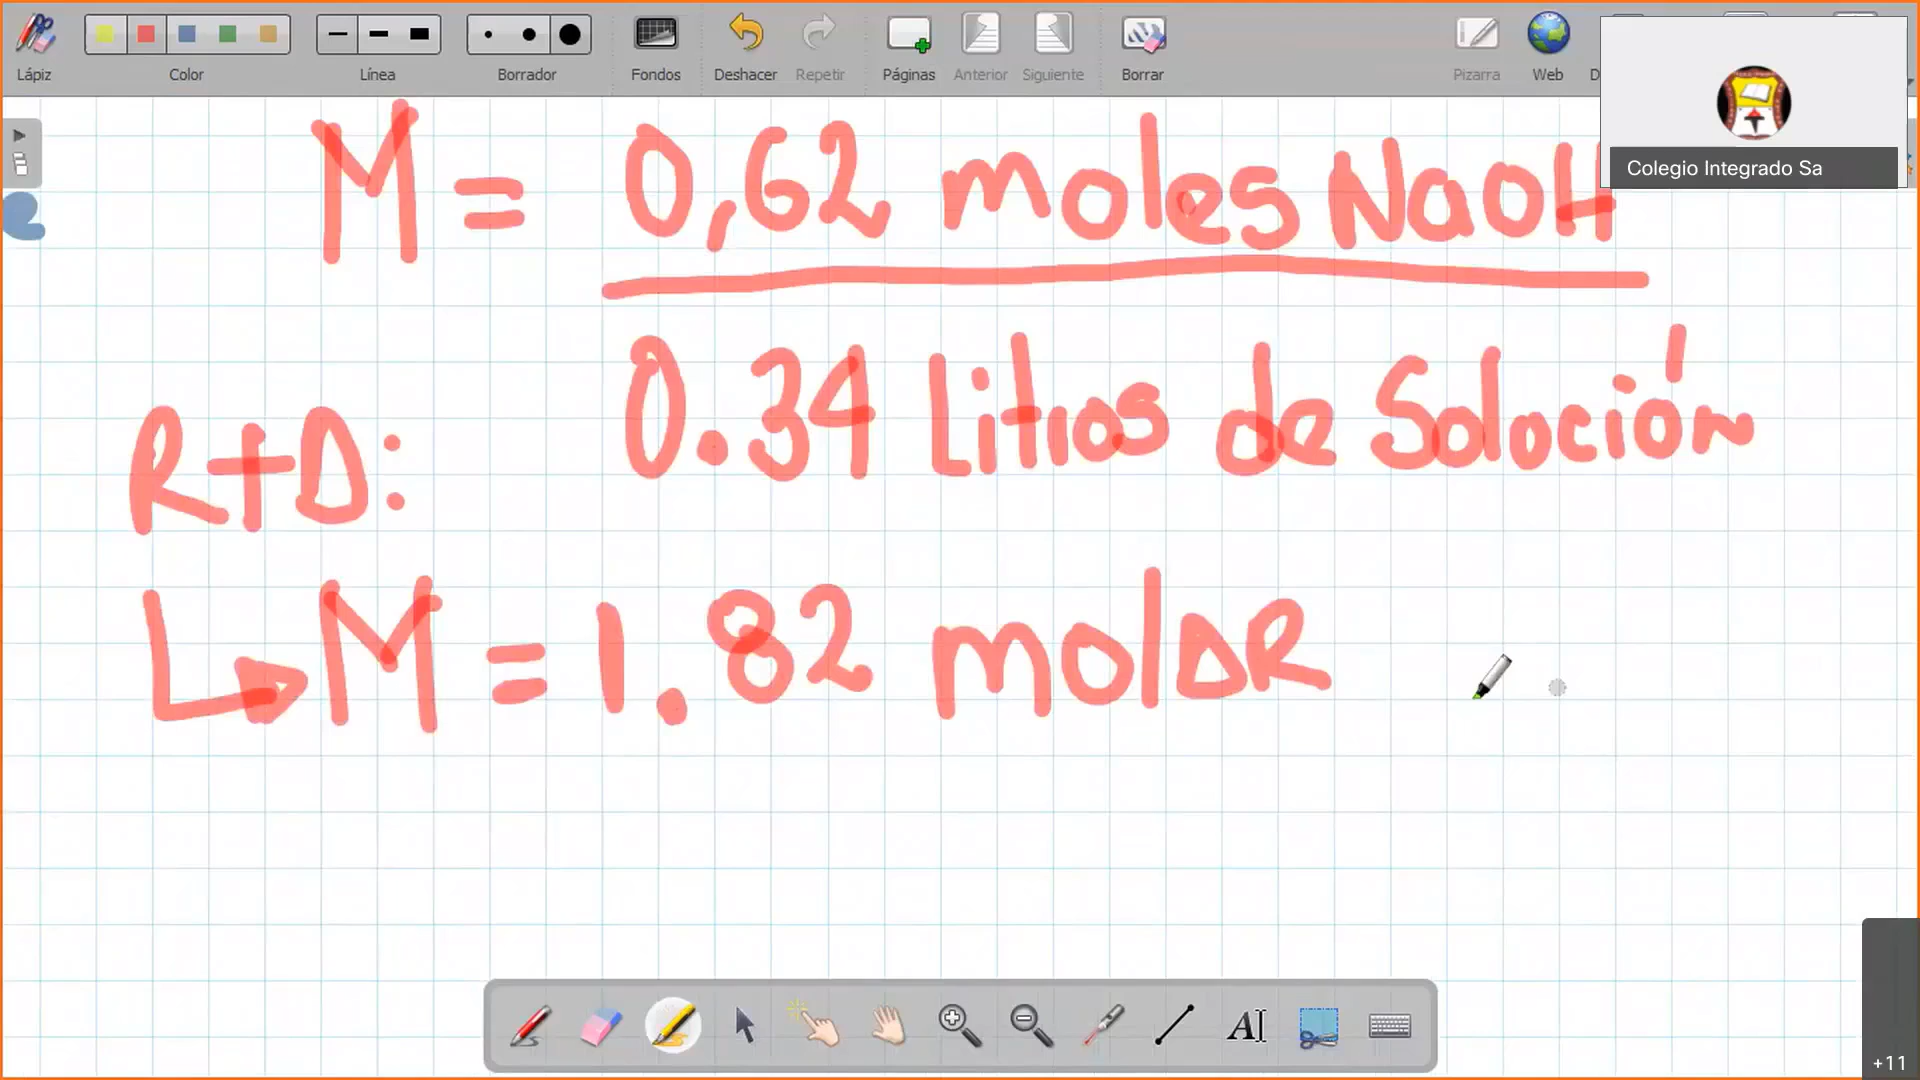 Lápiz Color Línea Borrador Fondos Deshacer Repetir Páginas Anterior Siguiente Borrar Pizarra Web D
Colegio Integrado Sa
M = 0,62 moles NaOH
0.34 Litros de Soloción
R+D:
M = 1.82 molAR
+11